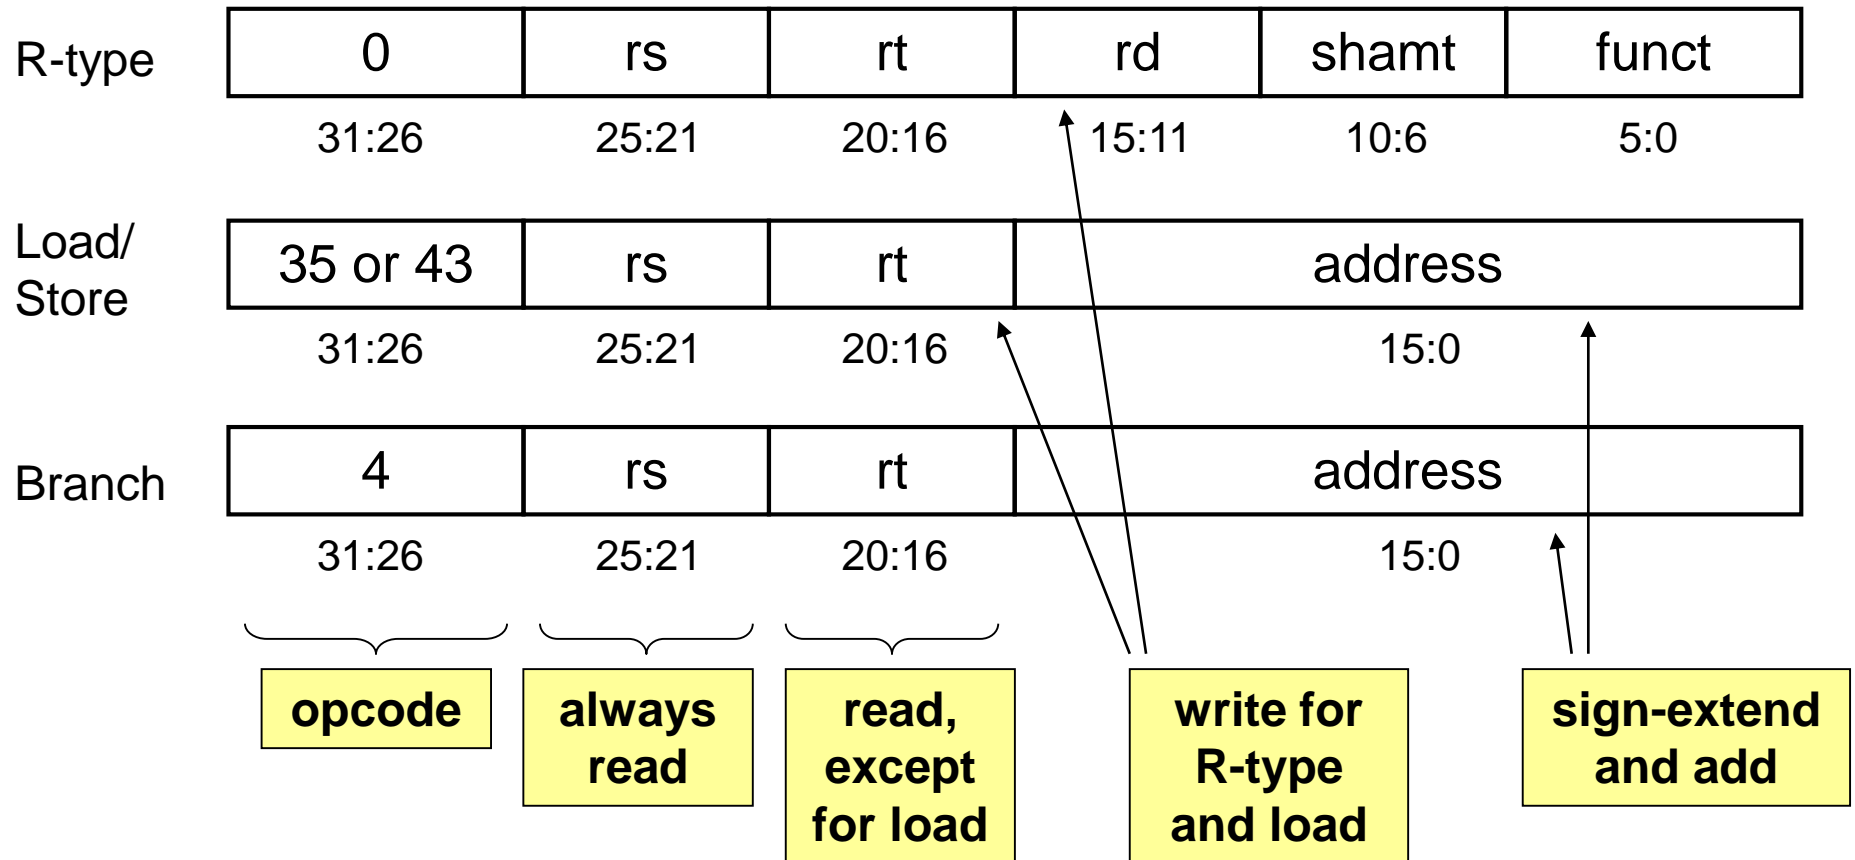 R-type 0 rs rt rd shamt funct
31:26 25:21 20:16 15:11 10:6 5:0
Load/
Store
35 or 43 rs rt address
31:26 25:21 20:16 15:0
Branch 4 rs rt address
31:26 25:21 20:16 15:0
opcode
always
read
read,
except
for load
write for
R-type
and load
sign-extend
and add